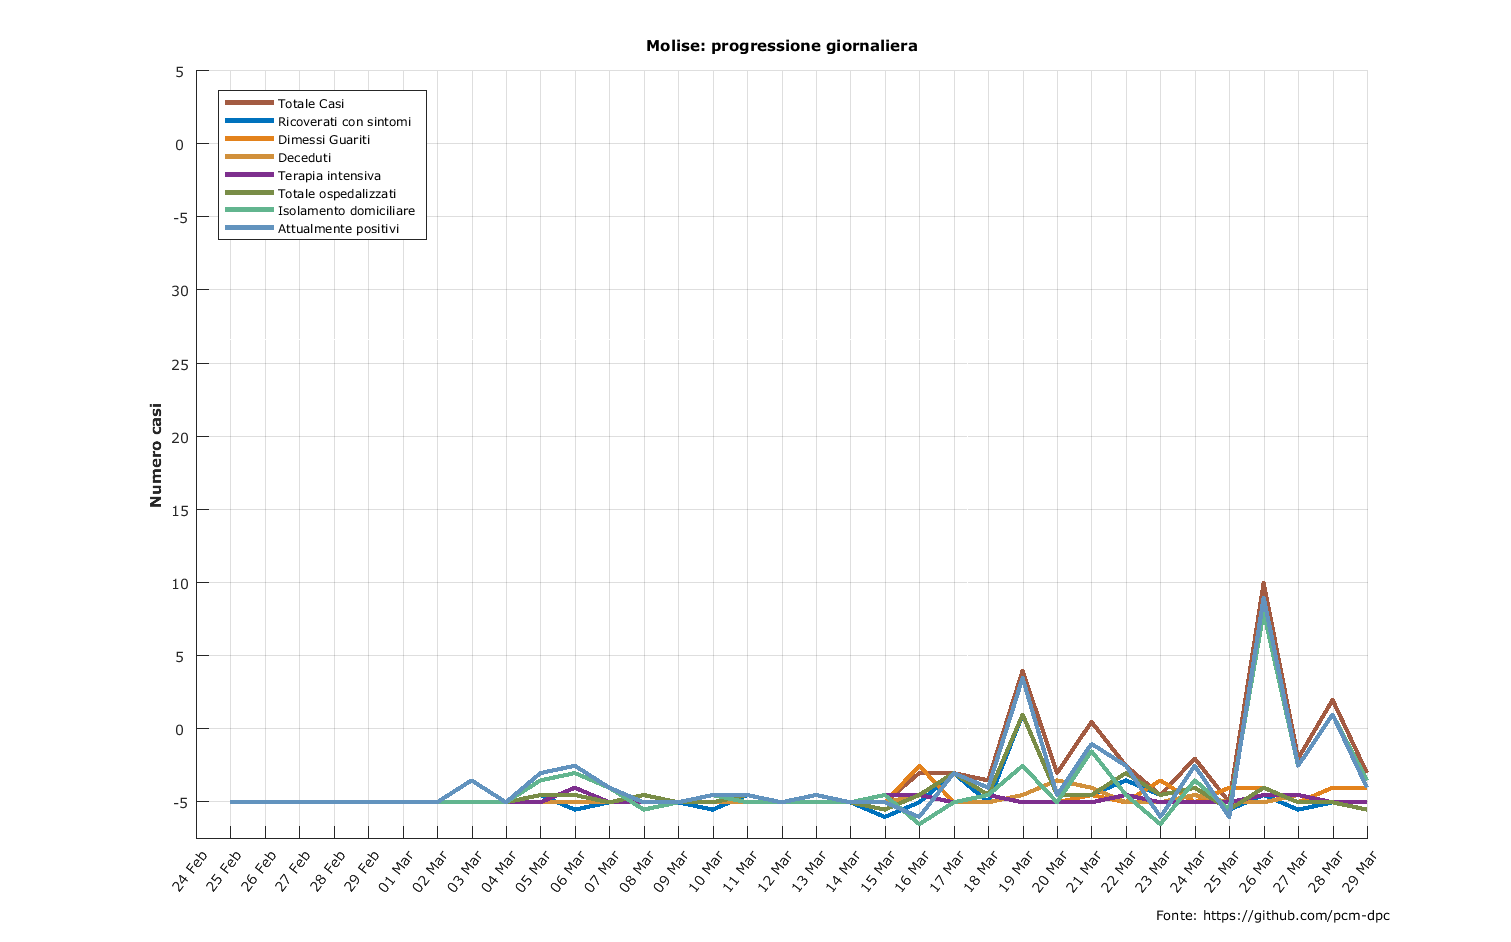 Molise: progressione giornaliera
5
0
-5
30
25
20
15
10
5
0
-5
Numero casi
Totale Casi
Ricoverati con sintomi
Dimessi Guariti
Deceduti
Terapia intensiva
Totale ospedalizzati
Isolamento domiciliare
Attualmente positivi
24 Feb
25 Feb
26 Feb
27 Feb
28 Feb
29 Feb
01 Mar
02 Mar
03 Mar
04 Mar
05 Mar
06 Mar
07 Mar
08 Mar
09 Mar
10 Mar
11 Mar
12 Mar
13 Mar
14 Mar
15 Mar
16 Mar
17 Mar
18 Mar
19 Mar
20 Mar
21 Mar
22 Mar
23 Mar
24 Mar
25 Mar
26 Mar
27 Mar
28 Mar
29 Mar
Fonte: https://github.com/pcm-dpc